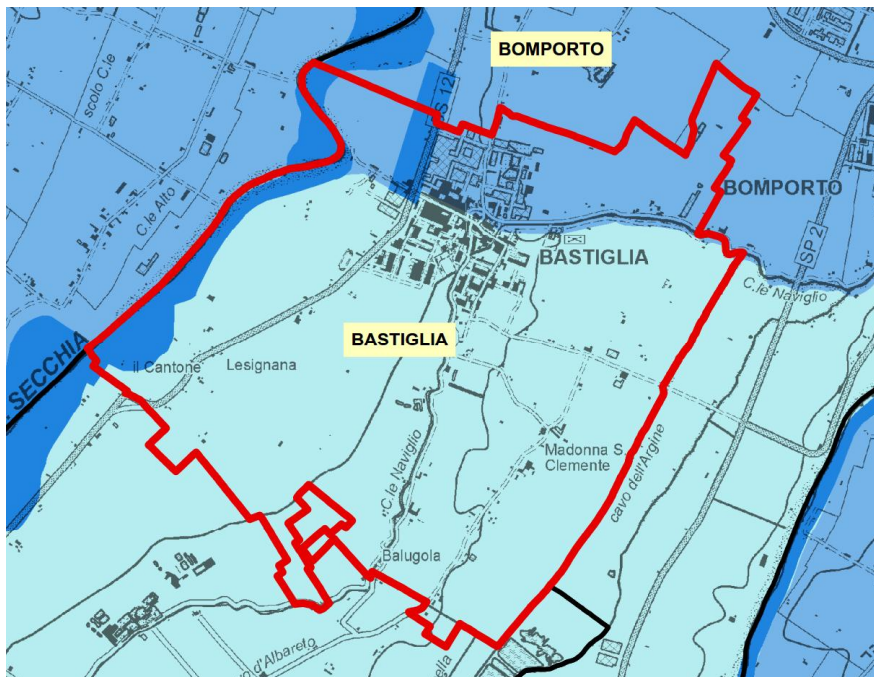 BOMPORTO
S 12
scolo C.le
C.le Alto
BOMPORTO
SP 2
BASTIGLIA
C.le Naviglio
BASTIGLIA
SECCHIA
il Cantone
Lesignana
C.le Naviglio
Madonna S.
Clemente
cavo dell'Argine
Balugola
d'Albareto
ella